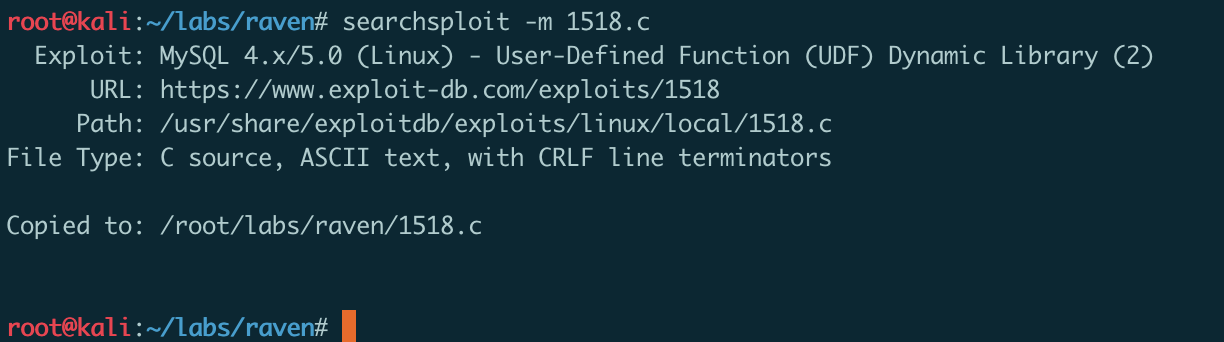 root@kali:~/labs/raven# searchsploit -m 1518.c
Exploit: MySQL 4.x/5.0 (Linux) - User-Defined Function (UDF) Dynamic Library (2)
URL: https://www.exploit-db.com/exploits/1518
Path: /usr/share/exploitdb/exploits/linux/local/1518.c
File Type: C source, ASCII text, with CRLF line terminators
Copied to: /root/labs/raven/1518.c
root@kali:~/labs/raven#